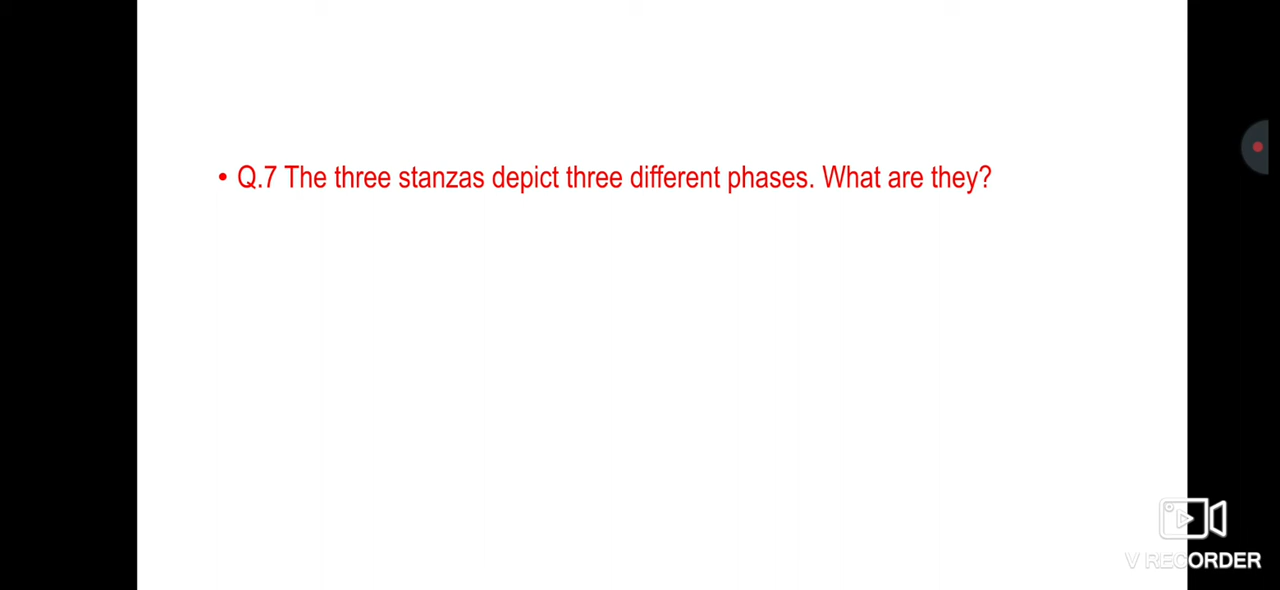 • Q.7 The three stanzas depict three different phases. What are they?
V RECORDER